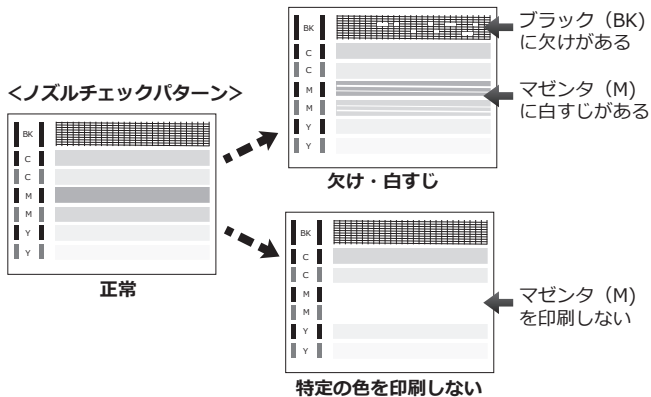 <ノズルチェックパターン>
BK
C
C
M
M
Y
Y
正常
BK
C
C
M
M
Y
Y
欠け・白すじ
ブラック（BK）
に欠けがある
マゼンタ（M）
に白すじがある
BK
C
C
M
M
Y
Y
特定の色を印刷しない
マゼンタ（M）
を印刷しない